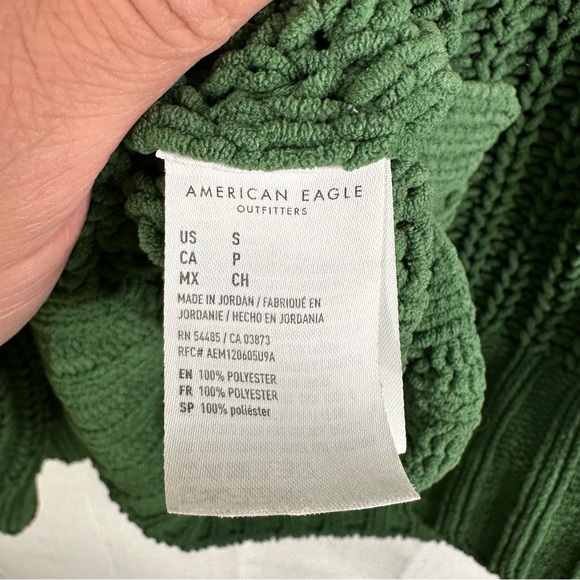 AMERICAN EAGLE
OUTFITTERS
US S
CA P
MX CH
MADE IN JORDAN / FABRIQUÉ EN
JORDANIE / HECHO EN JORDANIA
RN 54485 / CA 03873
RFC# AEM120605U9A
EN 100% POLYESTER
FR 100% POLYESTER
SP 100% poliéster